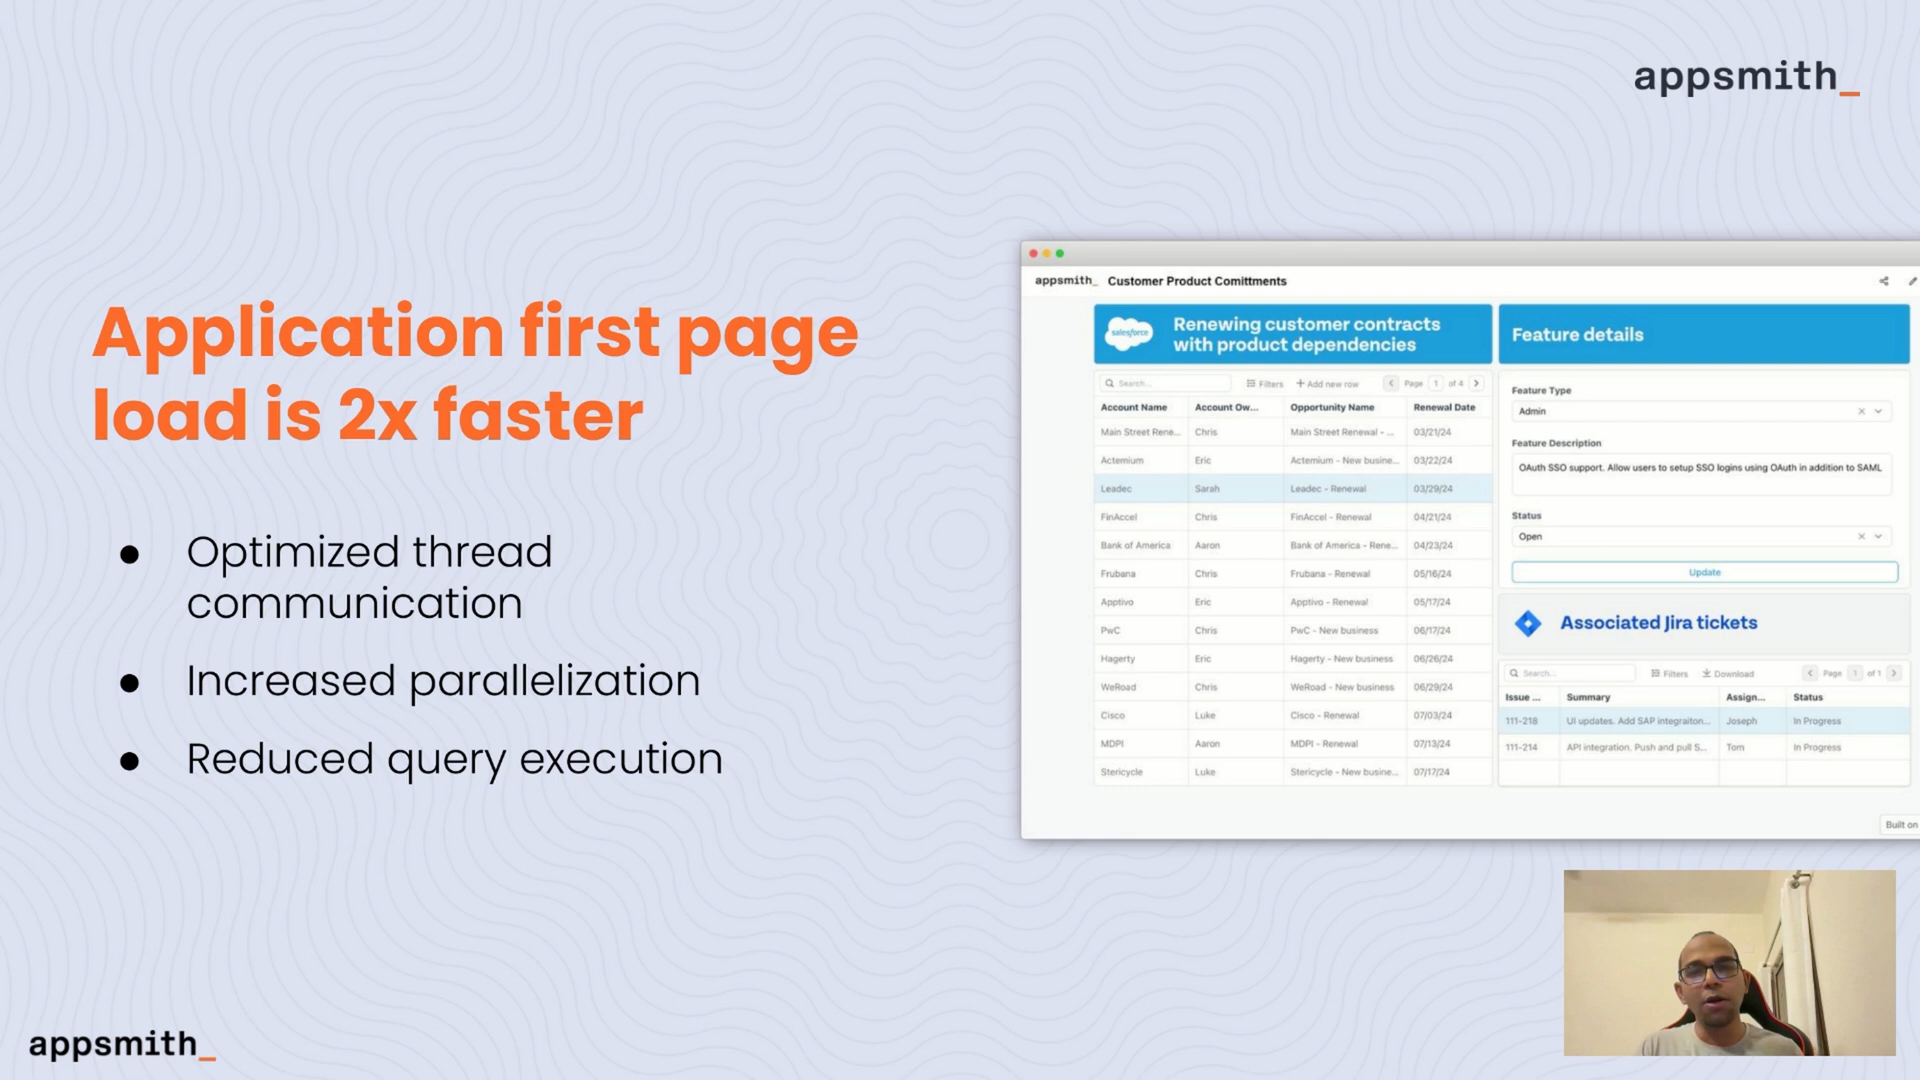 appsmith_
Application first page
load is 2x faster
● Optimized thread
communication
● Increased parallelization
● Reduced query execution
appsmith_ Customer Product Comittments
salesforce
Renewing customer contracts
with product dependencies
Search... Filters + Add new row Page 1 of 4
Account Name Account Ow... Opportunity Name Renewal Date
Main Street Rene... Chris Main Street Renewal - ... 03/21/24
Actemium Eric Actemium - New busine... 03/22/24
Leadec Sarah Leadec - Renewal 03/29/24
FinAccel Chris FinAccel - Renewal 04/21/24
Bank of America Aaron Bank of America - Rene... 04/23/24
Frubana Chris Frubana - Renewal 05/16/24
Apptivo Eric Apptivo - Renewal 05/17/24
PwC Chris PwC - New business 06/17/24
Hagerty Eric Hagerty - New business 06/26/24
WeRoad Chris WeRoad - New business 06/29/24
Cisco Luke Cisco - Renewal 07/03/24
MDPI Aaron MDPI - Renewal 07/13/24
Stericycle Luke Stericycle - New busine... 07/17/24
Feature details
Feature Type
Admin
Feature Description
OAuth SSO support. Allow users to setup SSO logins using OAuth in addition to SAML
Status
Open
Update
Associated Jira tickets
Search... Filters Download Page 1 of 1
Issue ... Summary Assign... Status
111-218 UI updates. Add SAP integraiton... Joseph In Progress
111-214 API integration. Push and pull S... Tom In Progress
Built on
appsmith_